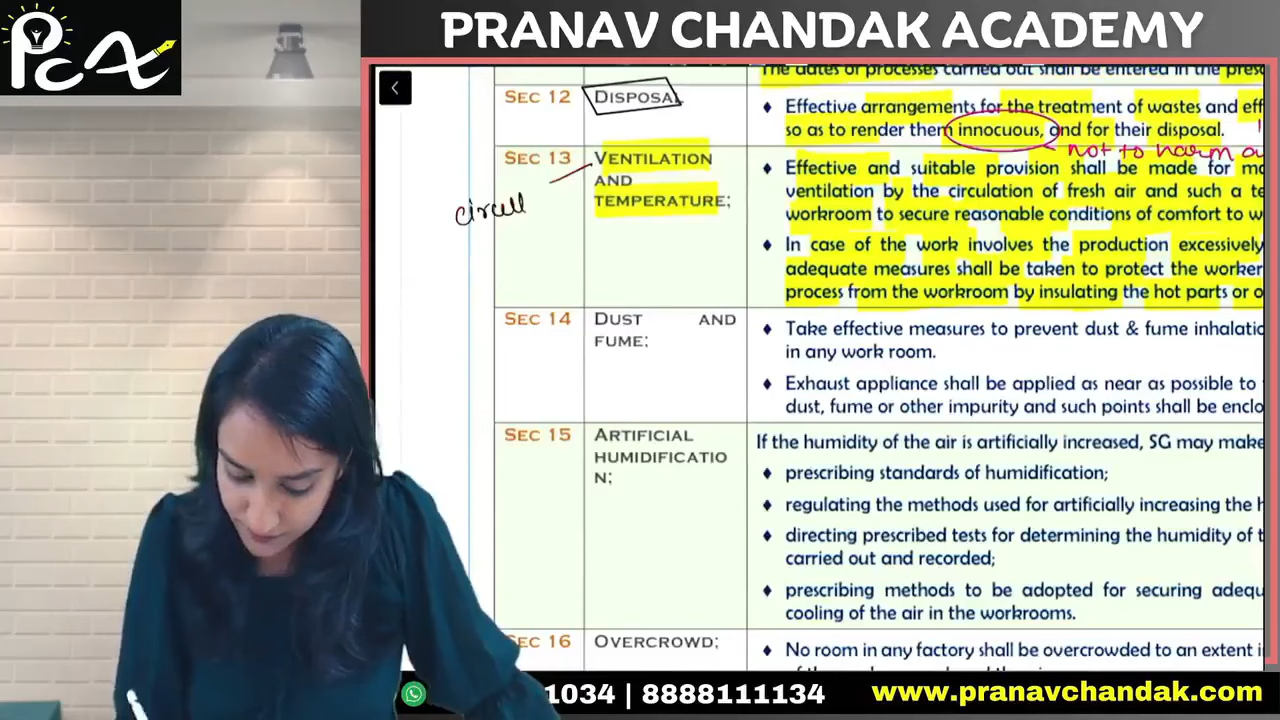 PCA
PRANAV CHANDAK ACADEMY
The dates of processes carried out shall be entered in the
SEC 12
DISPOSAL
♦ Effective arrangements for the treatment of wastes and
so as to render them innocuous, and for their disposal.
not to harm
SEC 13
VENTILATION
AND
TEMPERATURE;
circul
♦ Effective and suitable provision shall be made for
ventilation by the circulation of fresh air and such a
workroom to secure reasonable conditions of comfort to
♦ In case of the work involves the production excessively
adequate measures shall be taken to protect the worker
process from the workroom by insulating the hot parts or
SEC 14
DUST AND
FUME;
♦ Take effective measures to prevent dust & fume
in any work room.
♦ Exhaust appliance shall be applied as near as possible to
dust, fume or other impurity and such points shall be
SEC 15
ARTIFICIAL
HUMIDIFICATIO
N;
If the humidity of the air is artificially increased, SG may make
♦ prescribing standards of humidification;
♦ regulating the methods used for artificially increasing the
♦ directing prescribed tests for determining the humidity of
carried out and recorded;
♦ prescribing methods to be adopted for securing
cooling of the air in the workrooms.
SEC 16
OVERCROWD;
♦ No room in any factory shall be overcrowded to an extent
1034 | 8888111134
www.pranavchandak.com